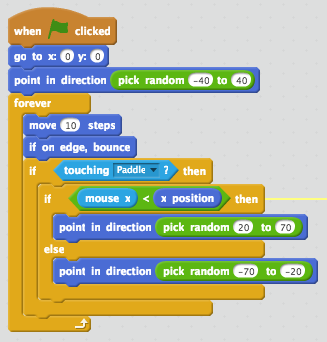 when clicked
go to x: 0 y: 0
point in direction pick random -40 to 40
forever
move 10 steps
if on edge, bounce
if touching Paddle ? then
if mouse x < x position then
point in direction pick random 20 to 70
else
point in direction pick random -70 to -20